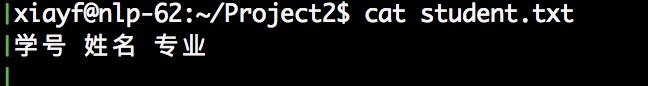 xiayf@nlp-62:~/Project2$ cat student.txt
学号 姓名 专业